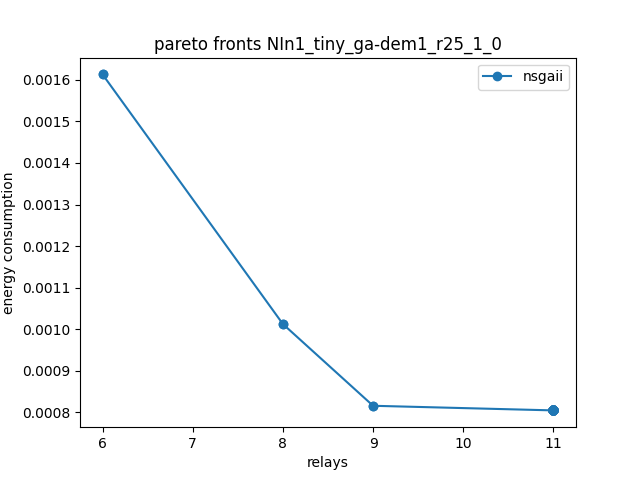 pareto fronts NIn1_tiny_ga-dem1_r25_1_0
nsgaii
energy consumption
0.0016
0.0015
0.0014
0.0013
0.0012
0.0011
0.0010
0.0009
0.0008
6 7 8 9 10 11
relays